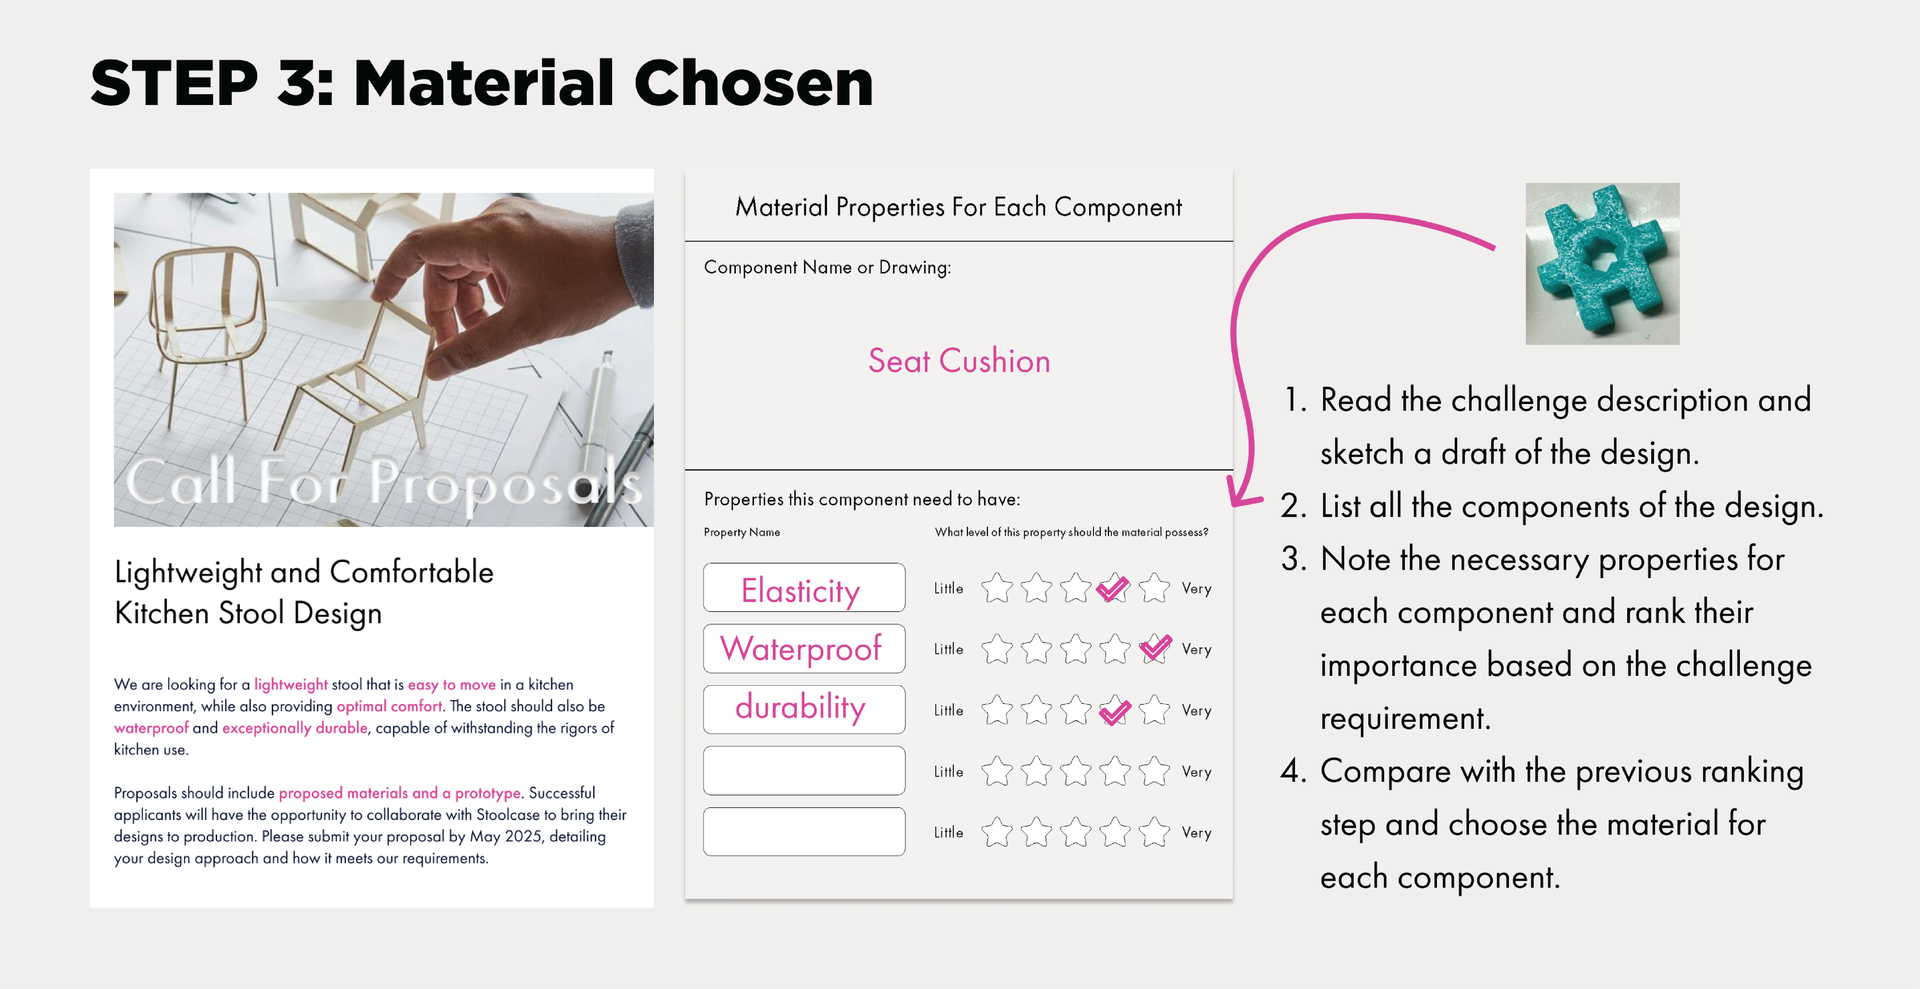 STEP 3: Material Chosen
Call For Proposals
Lightweight and Comfortable
Kitchen Stool Design
We are looking for a lightweight stool that is easy to move in a kitchen
environment, while also providing optimal comfort. The stool should also be
waterproof and exceptionally durable, capable of withstanding the rigors of
kitchen use.
Proposals should include proposed materials and a prototype. Successful
applicants will have the opportunity to collaborate with Stoolcase to bring their
designs to production. Please submit your proposal by May 2025, detailing
your design approach and how it meets our requirements.
Material Properties For Each Component
Component Name or Drawing:
Seat Cushion
Properties this component need to have:
Property Name What level of this property should the material possess?
Elasticity Little Very
Waterproof Little Very
durability Little Very
Little Very
Little Very
1. Read the challenge description and
sketch a draft of the design.
2. List all the components of the design.
3. Note the necessary properties for
each component and rank their
importance based on the challenge
requirement.
4. Compare with the previous ranking
step and choose the material for
each component.